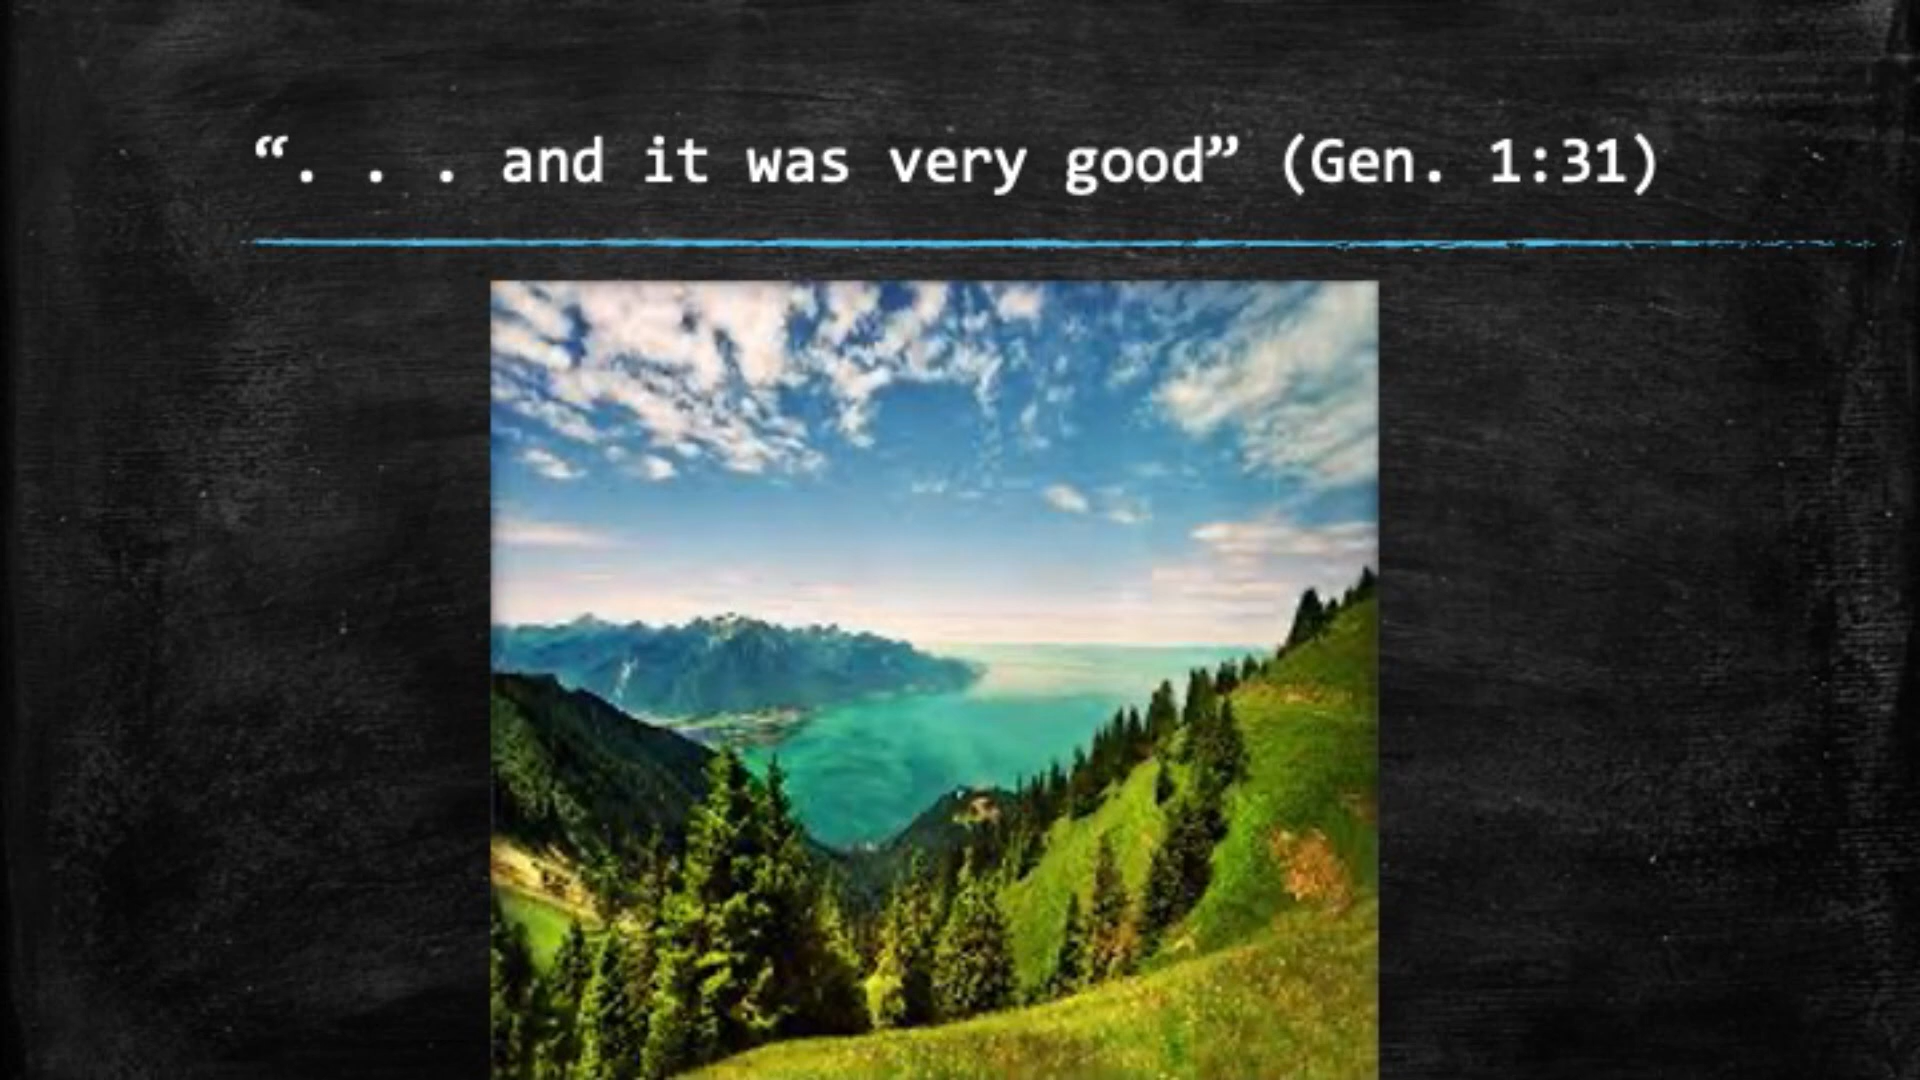 “. . . and it was very good” (Gen. 1:31)